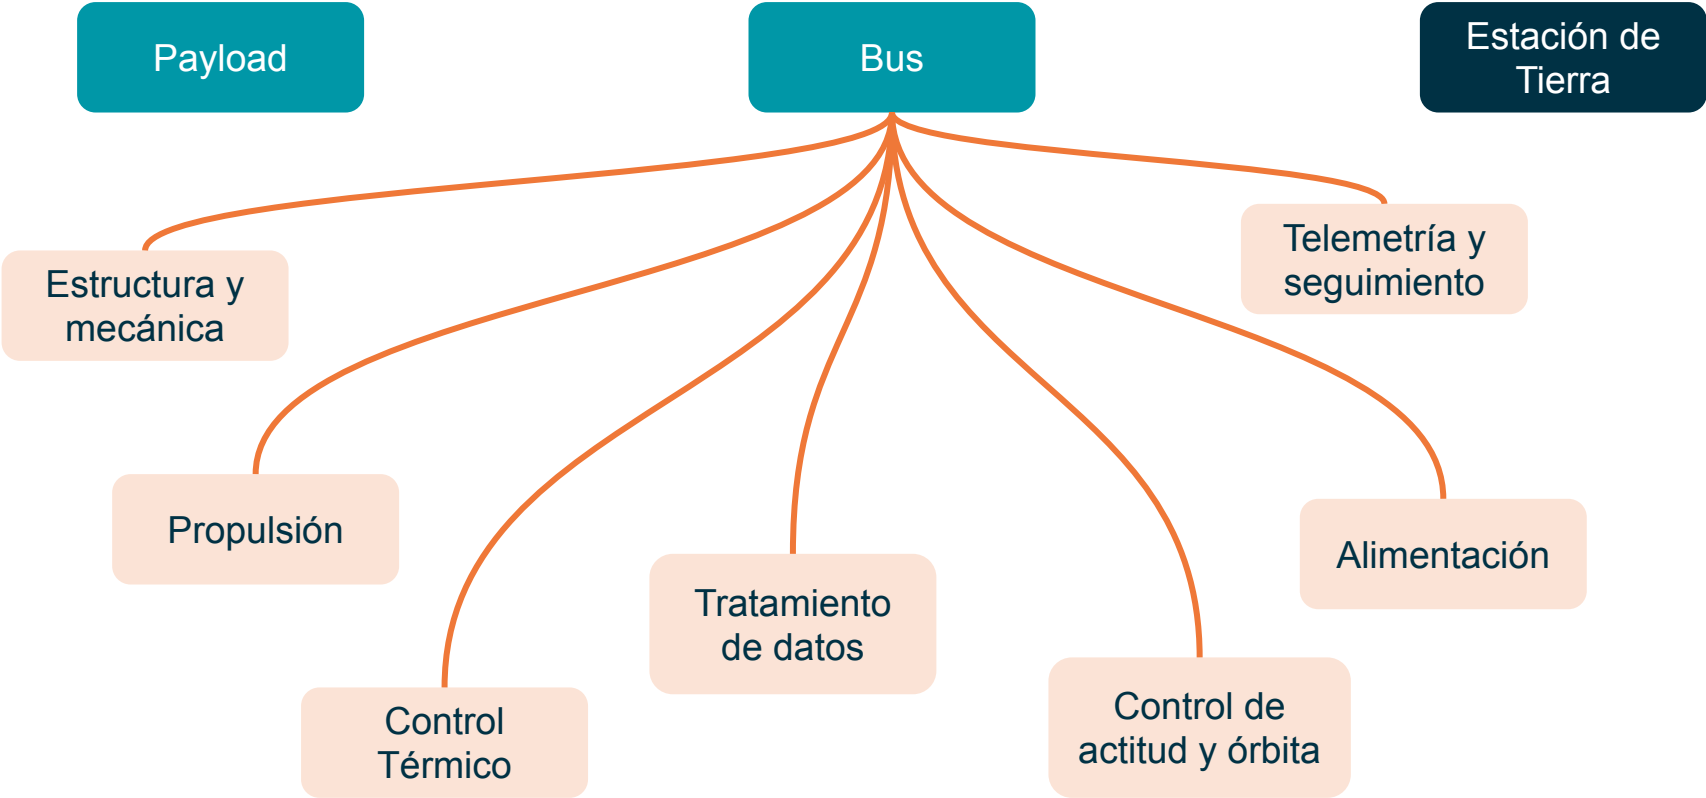 Payload
Bus
Estación de
Tierra
Estructura y
mecánica
Telemetría y
seguimiento
Propulsión
Alimentación
Tratamiento
de datos
Control
Térmico
Control de
actitud y órbita